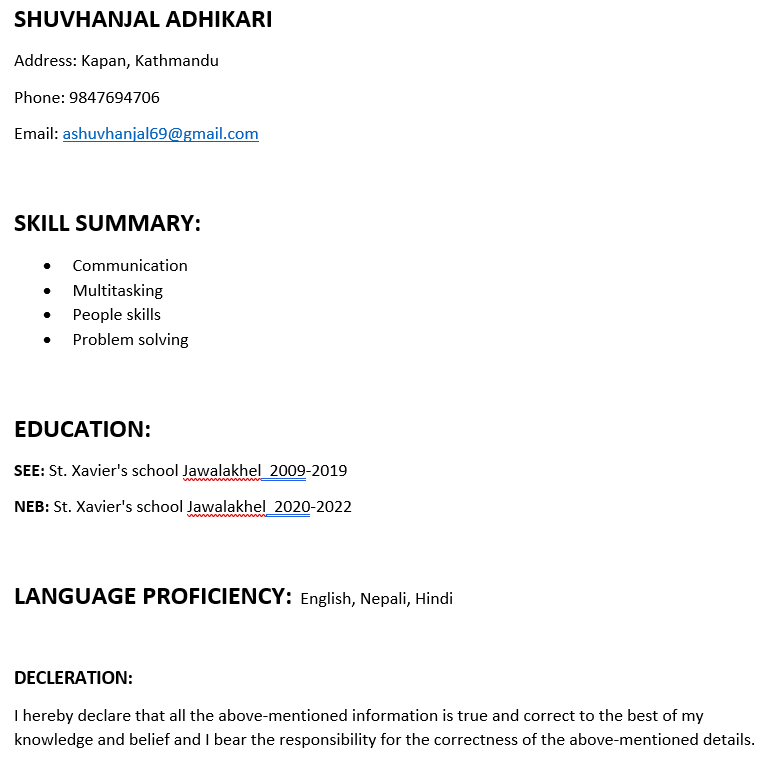 SHUVHANJAL ADHIKARI
Address: Kapan, Kathmandu
Phone: 9847694706
Email: ashuvhanjal69@gmail.com
SKILL SUMMARY:
• Communication
• Multitasking
• People skills
• Problem solving
EDUCATION:
SEE: St. Xavier's school Jawalakhel  2009-2019
NEB: St. Xavier's school Jawalakhel  2020-2022
LANGUAGE PROFICIENCY: English, Nepali, Hindi
DECLERATION:
I hereby declare that all the above-mentioned information is true and correct to the best of my
knowledge and belief and I bear the responsibility for the correctness of the above-mentioned details.